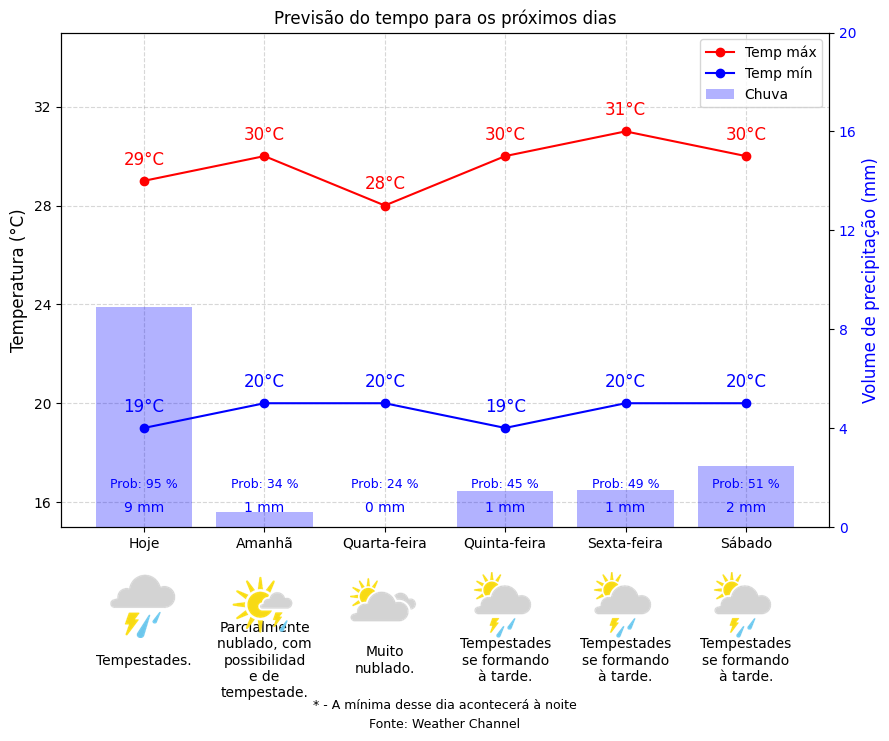 Previsão do tempo para os próximos dias
Temp máx
Temp mín
Chuva
Temperatura (°C)
32
28
24
20
16
Volume de precipitação (mm)
20
16
12
8
4
0
29°C
30°C
28°C
30°C
31°C
30°C
19°C
20°C
20°C
19°C
20°C
20°C
Prob: 95 %
Prob: 34 %
Prob: 24 %
Prob: 45 %
Prob: 49 %
Prob: 51 %
9 mm
1 mm
0 mm
1 mm
1 mm
2 mm
Hoje
Amanhã
Quarta-feira
Quinta-feira
Sexta-feira
Sábado
Tempestades.
Parcialmente
nublado, com
possibilidad
e de
tempestade.
Muito
nublado.
Tempestades
se formando
à tarde.
Tempestades
se formando
à tarde.
Tempestades
se formando
à tarde.
* - A mínima desse dia acontecerá à noite
Fonte: Weather Channel